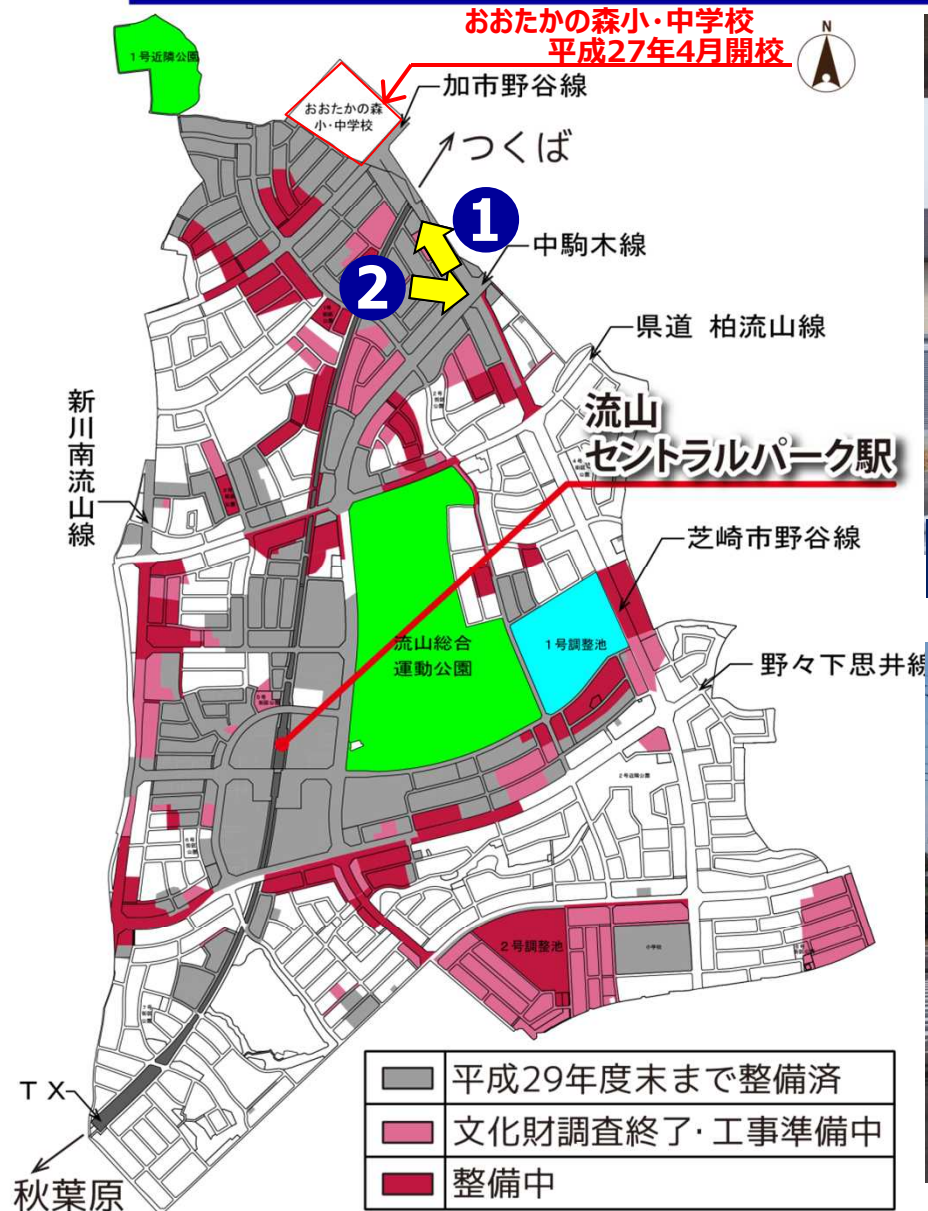 おおたかの森小・中学校
平成27年4月開校
N
1号近隣公園
加市野谷線
おおたかの森
小・中学校
つくば
1
中駒木線
2
県道 柏流山線
流山
セントラルパーク駅
新川南流山線
芝崎市野谷線
1号調整池
流山総合
運動公園
野々下思井線
2号近隣公園
2号調整池
小学校
TX
秋葉原
平成29年度末まで整備済
文化財調査終了・工事準備中
整備中